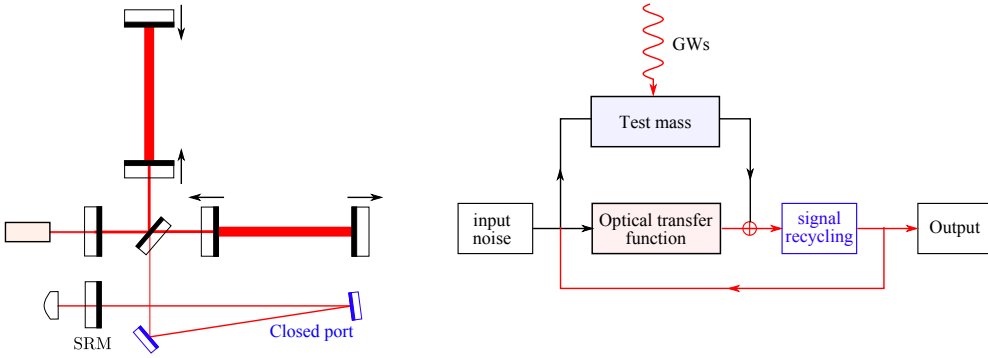 GWs
Test mass
input
noise
Optical transfer
function
signal
recycling
Output
Closed port
SRM